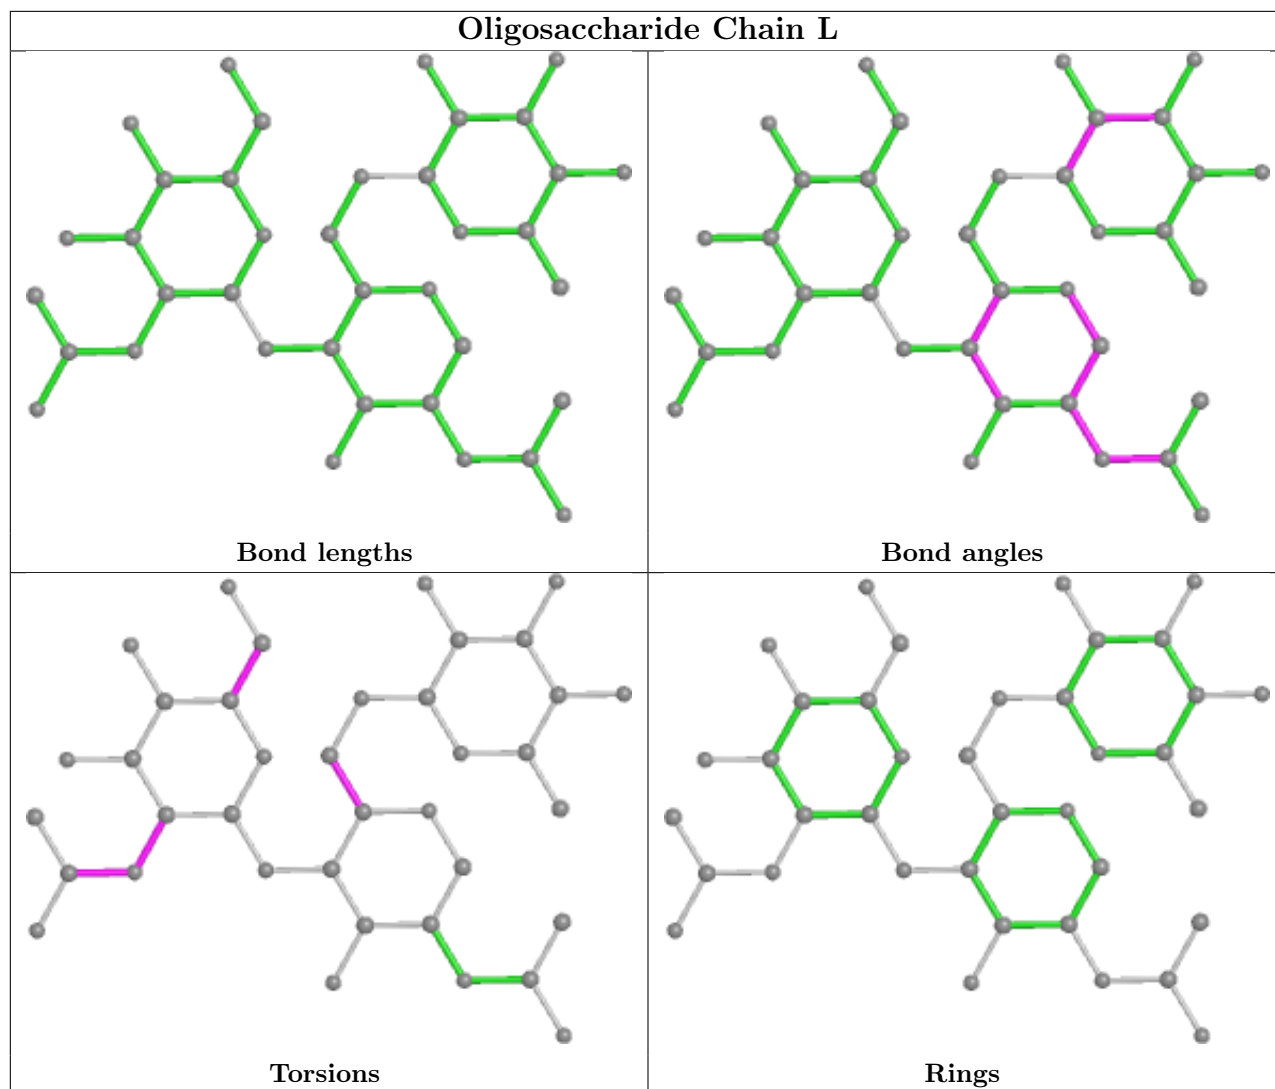 Oligosaccharide Chain L
Bond lengths
Bond angles
Torsions
Rings